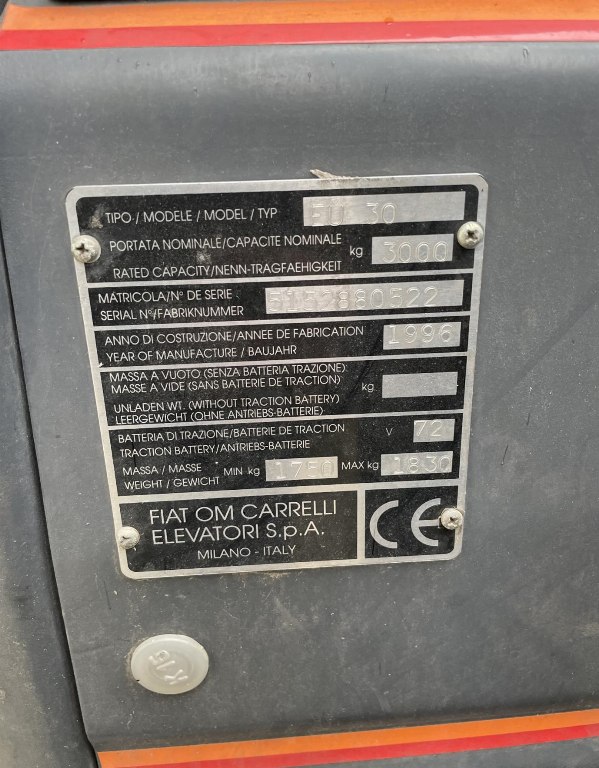 TIPO / MODELE / MODEL / TYP EU 30
PORTATA NOMINALE/CAPACITE NOMINALE
RATED CAPACITY/NENN-TRAGFAEHIGKEIT kg 3000
MATRICOLA/N° DE SERIE
SERIAL N°/FABRIKNUMMER
ANNO DI COSTRUZIONE/ANNEE DE FABRICATION
YEAR OF MANUFACTURE / BAUJAHR 1996
MASSA A VUOTO (SENZA BATTERIA TRAZIONE):
MASSE A VIDE (SANS BATTERIE DE TRACTION)
kg
UNLADEN WT. (WITHOUT TRACTION BATTERY)
LEERGEWICHT (OHNE ANTRIEBS-BATTERIE)
BATTERIA DI TRAZIONE/BATTERIE DE TRACTION V 72
TRACTION BATTERY/ANTRIEBS-BATTERIE
MASSA / MASSE MIN kg 1750 MAX kg 1830
WEIGHT / GEWICHT
FIAT OM CARRELLI
ELEVATORI S.p.A.
MILANO - ITALY
CE